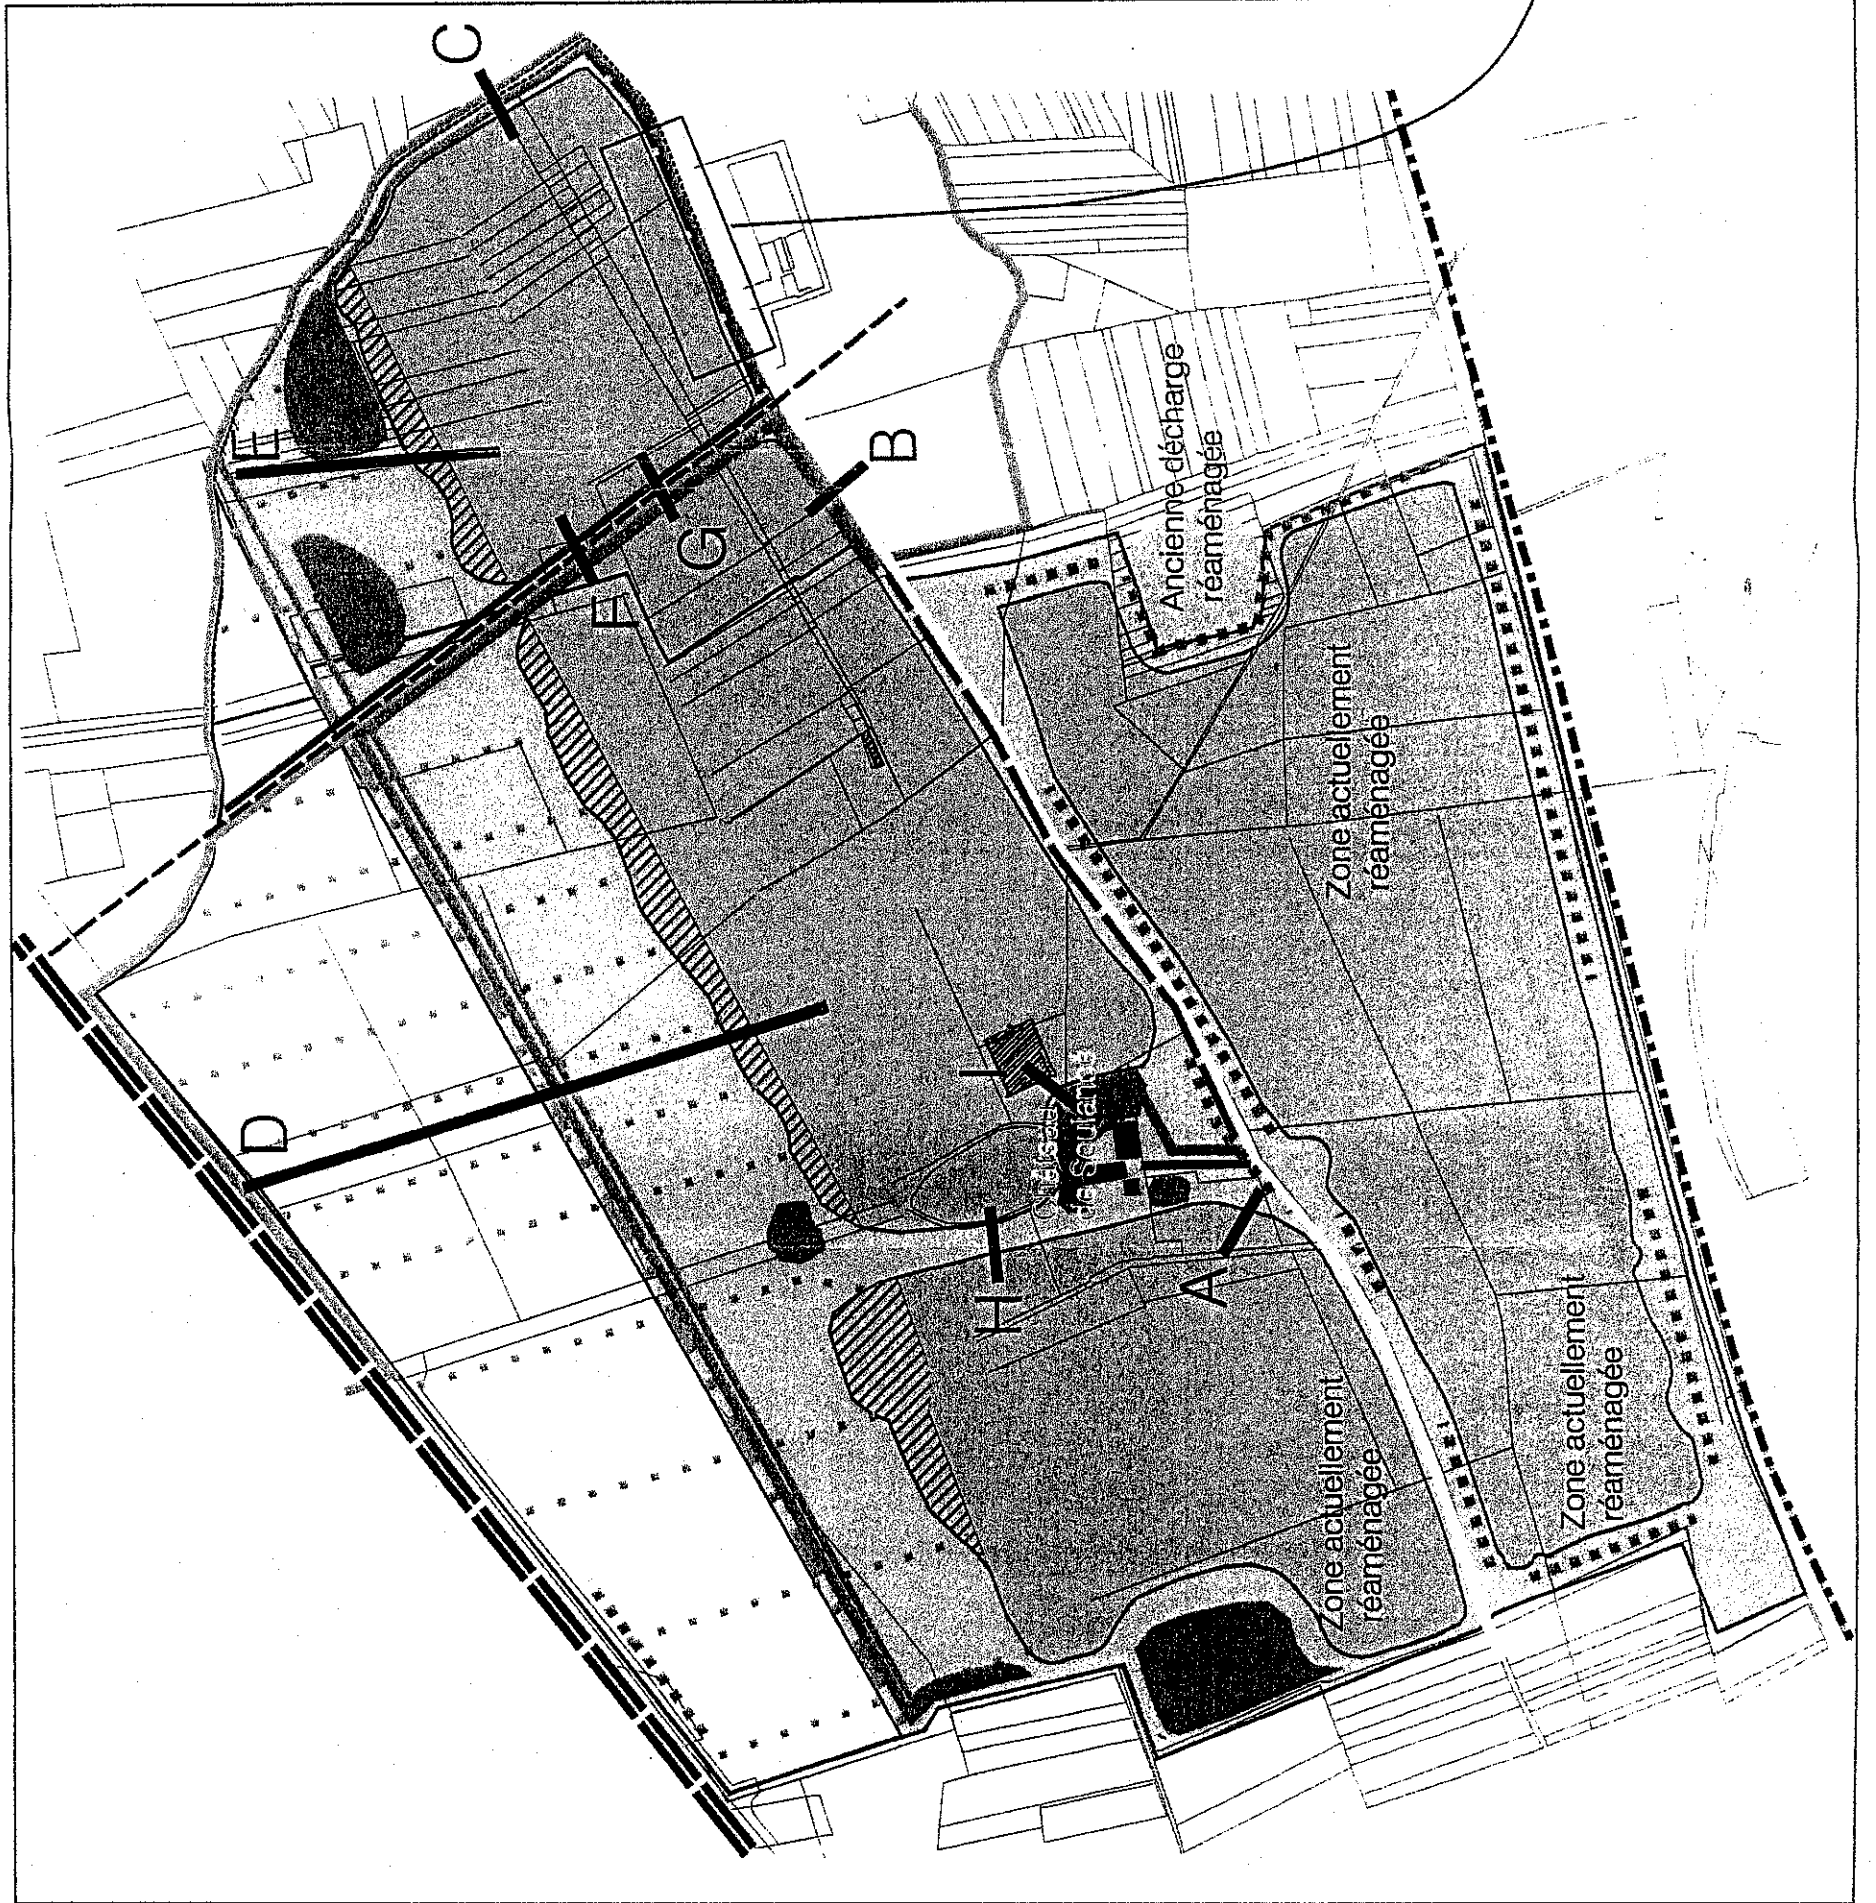 C
E
B
G
F
Ancienne décharge
réaménagée
Zone actuellement
réaménagée
D
I
H
A
Zone actuellement
réaménagée
Zone actuellement
réaménagée